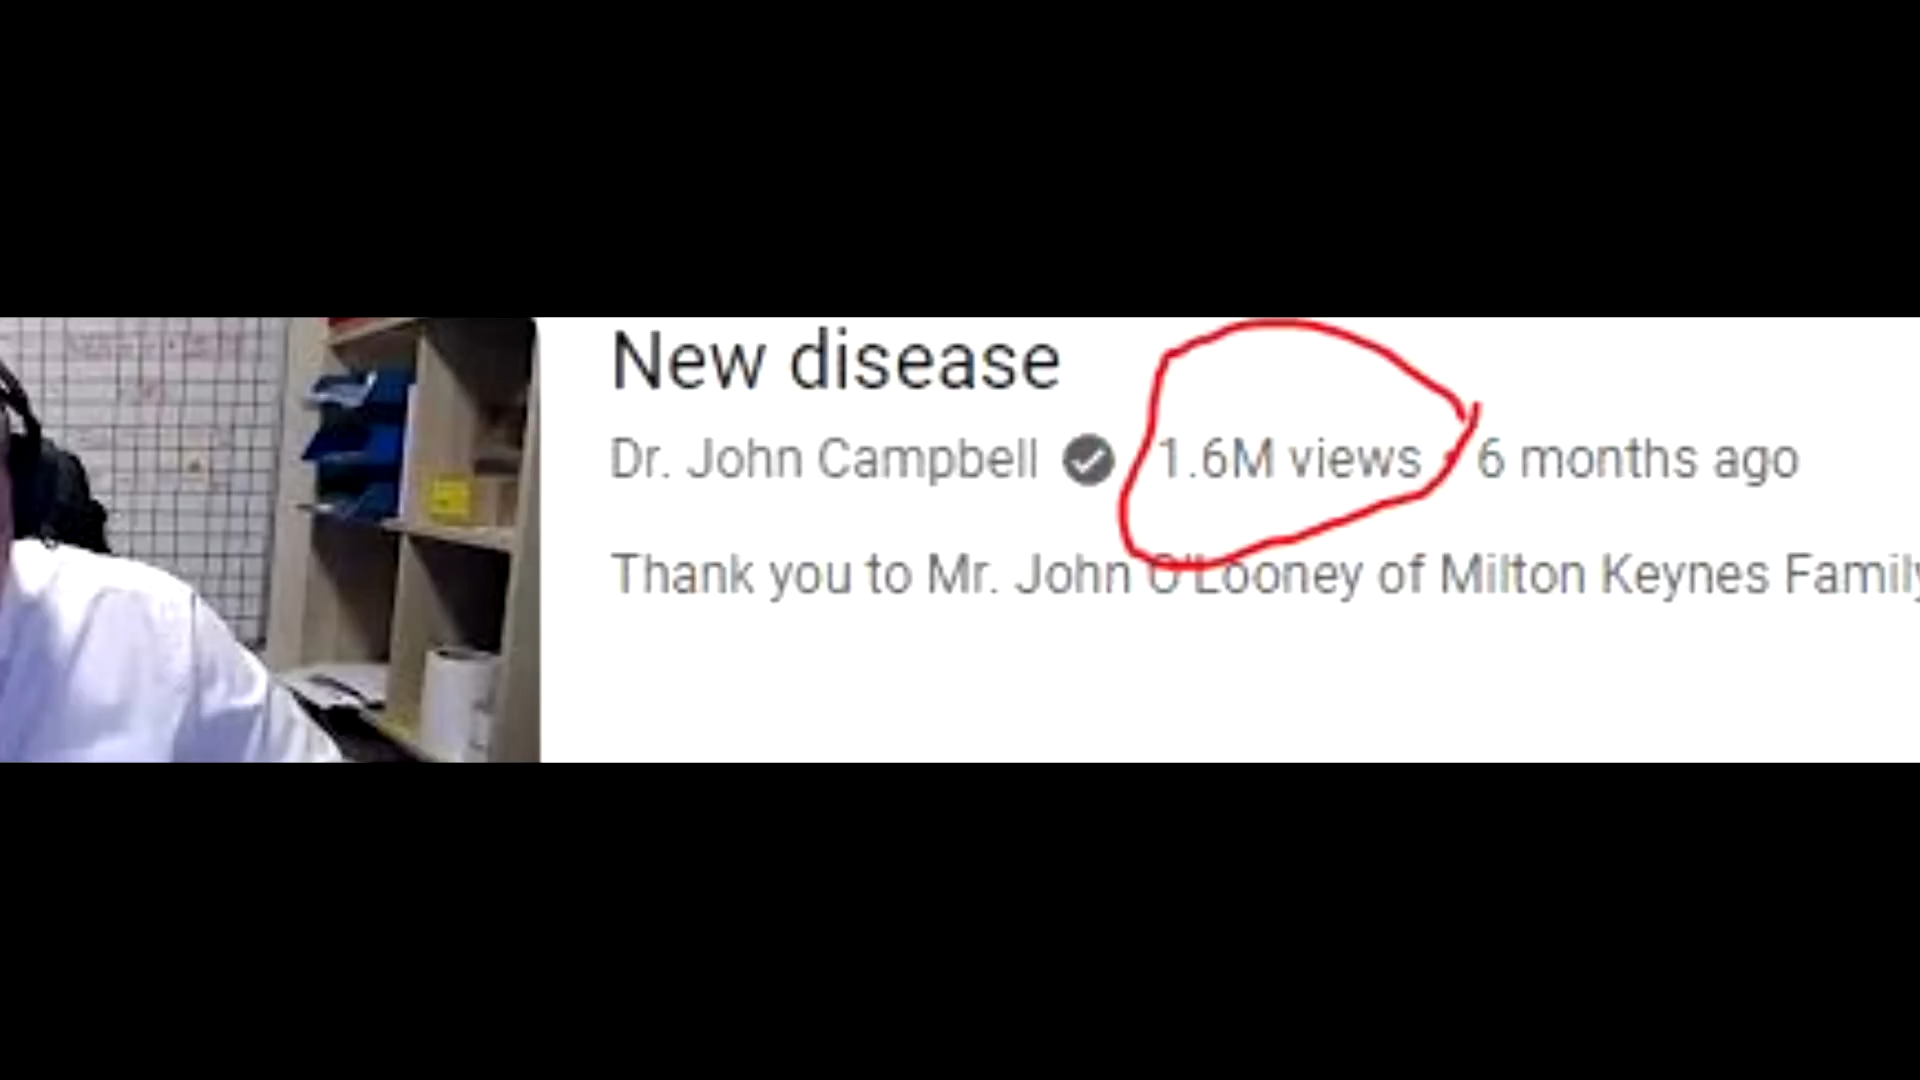 New disease
Dr. John Campbell 1.6M views · 6 months ago
Thank you to Mr. John O'Looney of Milton Keynes Family